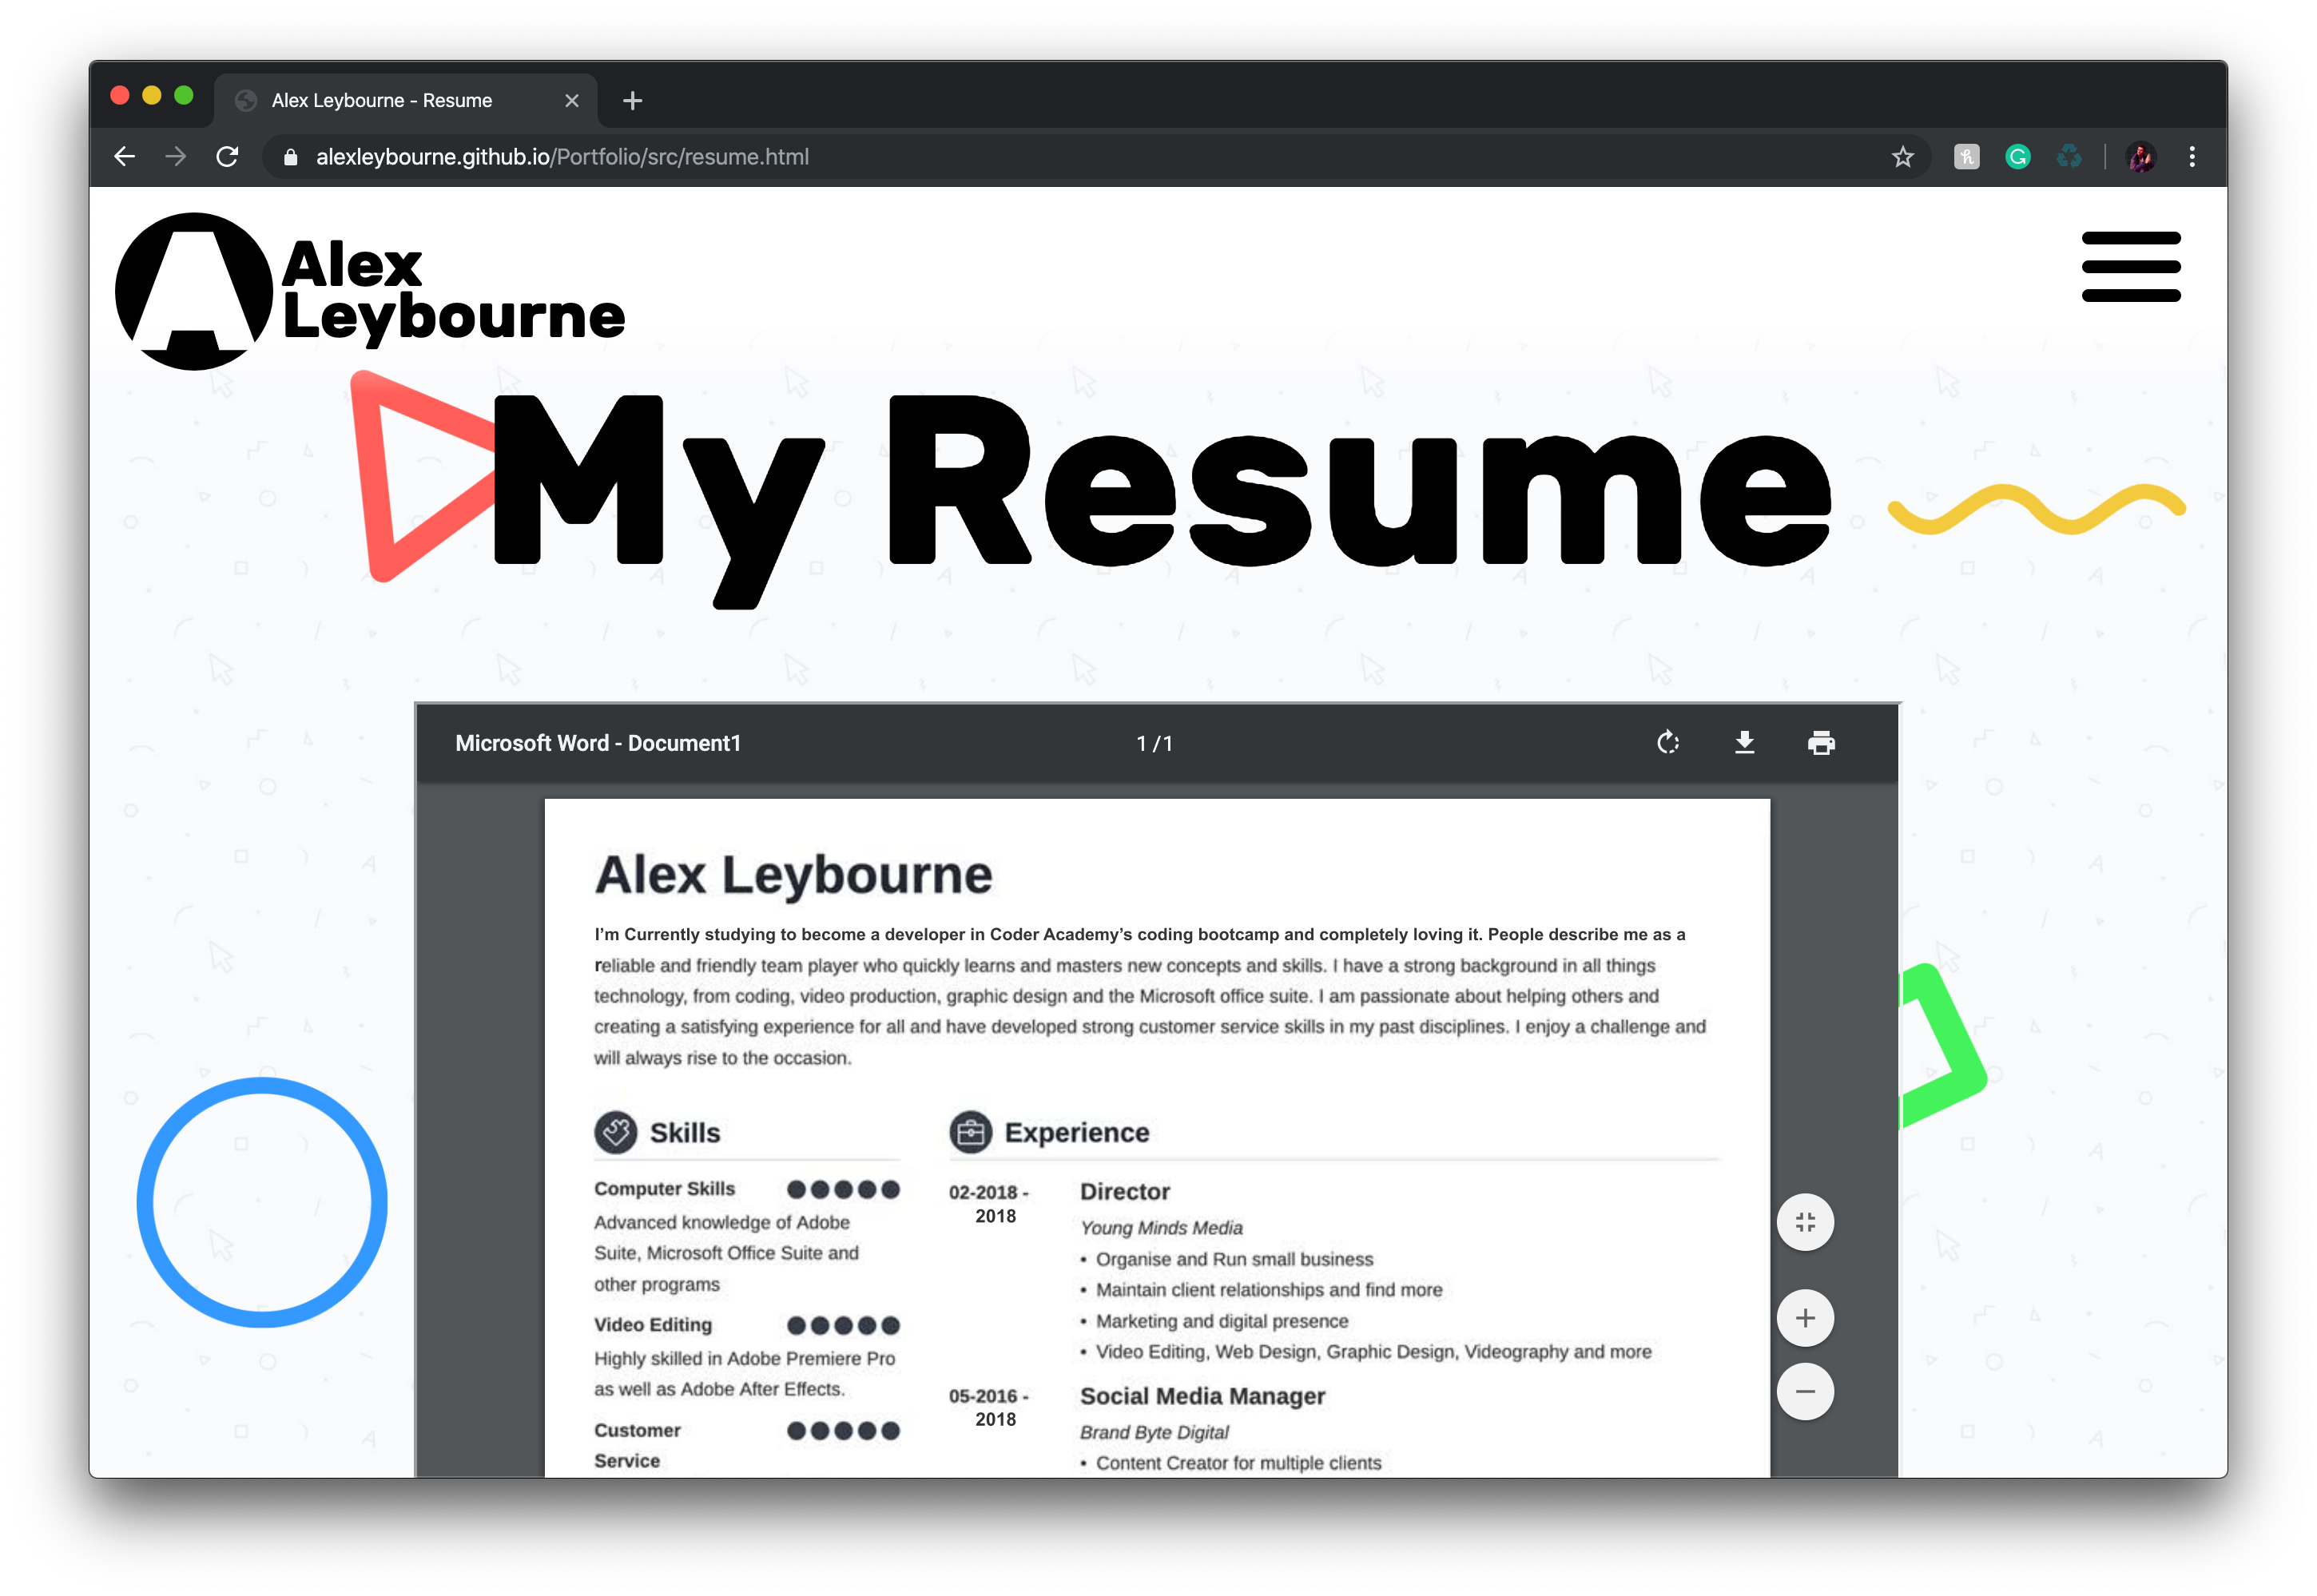 Alex Leybourne - Resume
alexleybourne.github.io/Portfolio/src/resume.html
Alex
Leybourne
My Resume
Microsoft Word - Document1 1/1
Alex Leybourne
I'm Currently studying to become a developer in Coder Academy's coding bootcamp and completely loving it. People describe me as a
reliable and friendly team player who quickly learns and masters new concepts and skills. I have a strong background in all things
technology, from coding, video production, graphic design and the Microsoft office suite. I am passionate about helping others and
creating a satisfying experience for all and have developed strong customer service skills in my past disciplines. I enjoy a challenge and
will always rise to the occasion.
Skills
Computer Skills
Advanced knowledge of Adobe
Suite, Microsoft Office Suite and
other programs
Video Editing
Highly skilled in Adobe Premiere Pro
as well as Adobe After Effects.
Customer
Service
Experience
02-2018 -
2018
Director
Young Minds Media
• Organise and Run small business
• Maintain client relationships and find more
• Marketing and digital presence
• Video Editing, Web Design, Graphic Design, Videography and more
05-2016 -
2018
Social Media Manager
Brand Byte Digital
• Content Creator for multiple clients